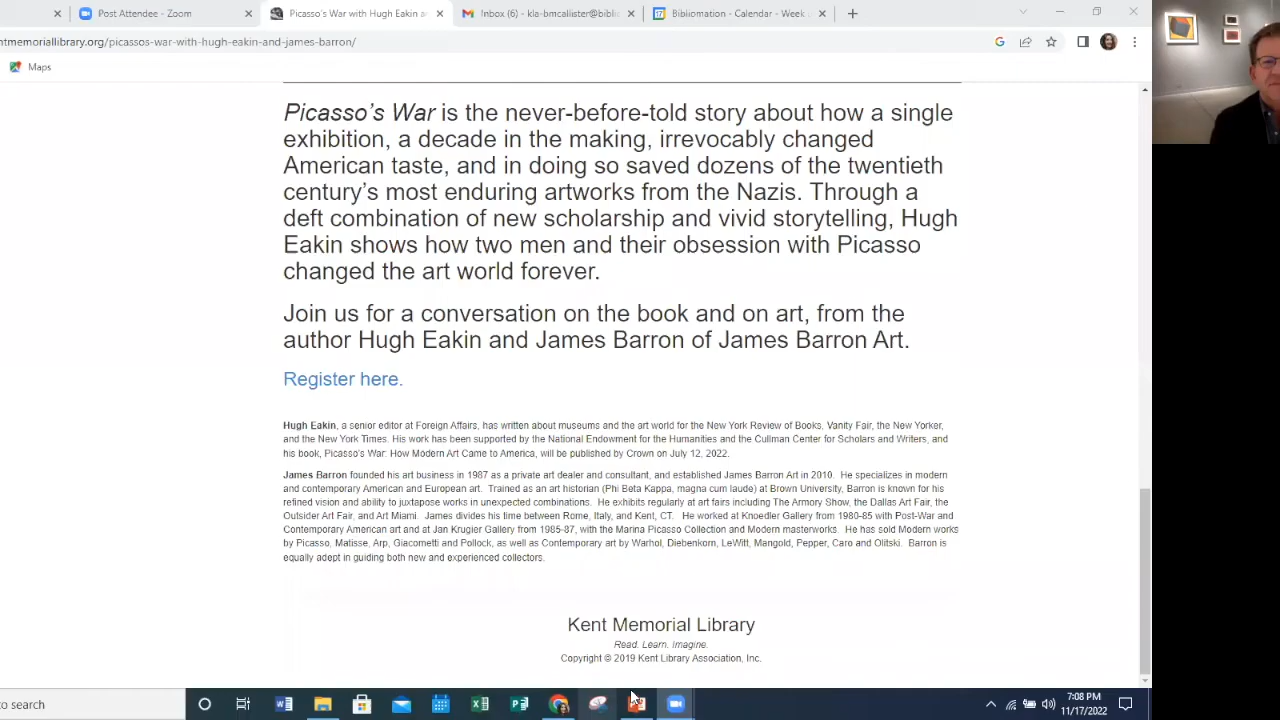 Post Attendee - Zoom
Picasso's War with Hugh Eakin a
Inbox (6) - kla-bmcallister@bibli
Bibliomation - Calendar - Week
ntmemoriallibrary.org/picassos-war-with-hugh-eakin-and-james-barron/
Maps
Picasso's War is the never-before-told story about how a single
exhibition, a decade in the making, irrevocably changed
American taste, and in doing so saved dozens of the twentieth
century's most enduring artworks from the Nazis. Through a
deft combination of new scholarship and vivid storytelling, Hugh
Eakin shows how two men and their obsession with Picasso
changed the art world forever.
Join us for a conversation on the book and on art, from the
author Hugh Eakin and James Barron of James Barron Art.
Register here.
Hugh Eakin, a senior editor at Foreign Affairs, has written about museums and the art world for the New York Review of Books, Vanity Fair, the New Yorker,
and the New York Times. His work has been supported by the National Endowment for the Humanities and the Cullman Center for Scholars and Writers, and
his book, Picasso's War: How Modern Art Came to America, will be published by Crown on July 12, 2022.
James Barron founded his art business in 1987 as a private art dealer and consultant, and established James Barron Art in 2010. He specializes in modern
and contemporary American and European art. Trained as an art historian (Phi Beta Kappa, magna cum laude) at Brown University, Barron is known for his
refined vision and ability to juxtapose works in unexpected combinations. He exhibits regularly at art fairs including The Armory Show, the Dallas Art Fair, the
Outsider Art Fair, and Art Miami. James divides his time between Rome, Italy, and Kent, CT. He worked at Knoedler Gallery from 1980-85 with Post-War and
Contemporary American art and at Jan Krugier Gallery from 1985-87, with the Marina Picasso Collection and Modern masterworks. He has sold Modern works
by Picasso, Matisse, Arp, Giacometti and Pollock, as well as Contemporary art by Warhol, Diebenkorn, LeWitt, Mangold, Pepper, Caro and Olitski. Barron is
equally adept in guiding both new and experienced collectors.
Kent Memorial Library
Read. Learn. Imagine.
Copyright © 2019 Kent Library Association, Inc.
to search
7:08 PM
11/17/2022